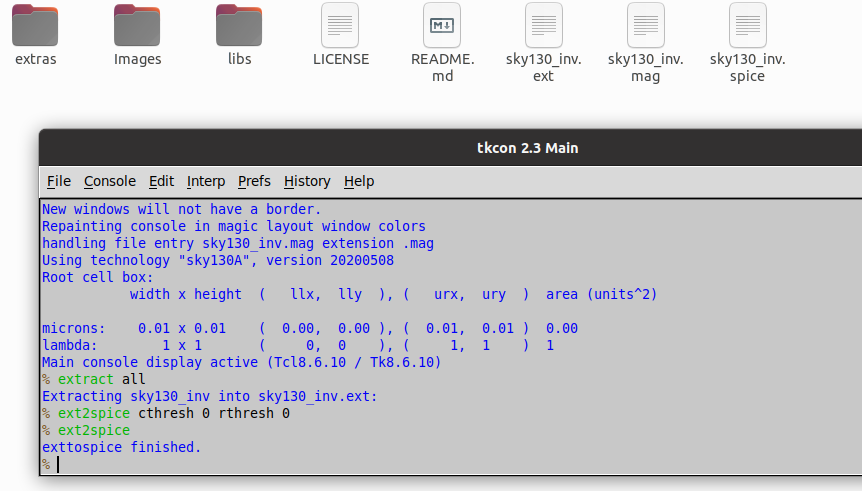 extras
Images
libs
LICENSE
README.
md
sky130_inv.
ext
sky130_inv.
mag
sky130_inv.
spice
tkcon 2.3 Main
File Console Edit Interp Prefs History Help
New windows will not have a border.
Repainting console in magic layout window colors
handling file entry sky130_inv.mag extension .mag
Using technology "sky130A", version 20200508
Root cell box:
width x height ( llx, lly ), ( urx, ury ) area (units^2)
microns: 0.01 x 0.01 ( 0.00, 0.00 ), ( 0.01, 0.01 ) 0.00
lambda: 1 x 1 ( 0, 0 ), ( 1, 1 ) 1
Main console display active (Tcl8.6.10 / Tk8.6.10)
% extract all
Extracting sky130_inv into sky130_inv.ext:
% ext2spice cthresh 0 rthresh 0
% ext2spice
exttospice finished.
%